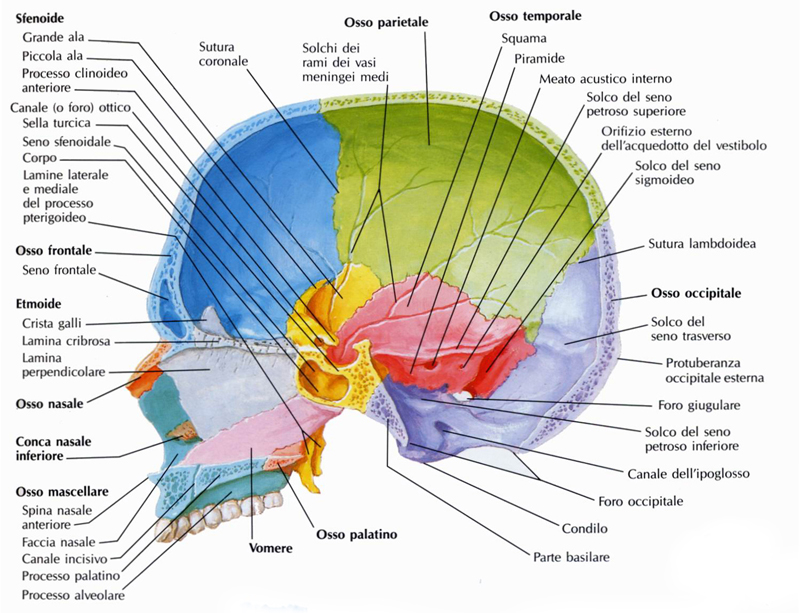 Sfenoide
Grande ala
Piccola ala
Processo clinoideo
anteriore
Canale (o foro) ottico
Sella turcica
Seno sfenoidale
Corpo
Lamine laterale
e mediale
del processo
pterigoideo
Osso frontale
Seno frontale
Etmoide
Crista galli
Lamina cribrosa
Lamina
perpendicolare
Osso nasale
Conca nasale
inferiore
Osso mascellare
Spina nasale
anteriore
Faccia nasale
Canale incisivo
Processo palatino
Processo alveolare
Sutura
coronale
Osso parietale
Solchi dei
rami dei vasi
meningei medi
Osso temporale
Squama
Piramide
Meato acustico interno
Solco del seno
petroso superiore
Orifizio esterno
dell'acquedotto del vestibolo
Solco del seno
sigmoideo
Sutura lambdoidea
Osso occipitale
Solco del
seno trasverso
Protuberanza
occipitale esterna
Foro giugulare
Solco del seno
petroso inferiore
Canale dell'ipoglosso
Foro occipitale
Condilo
Parte basilare
Osso palatino
Vomere